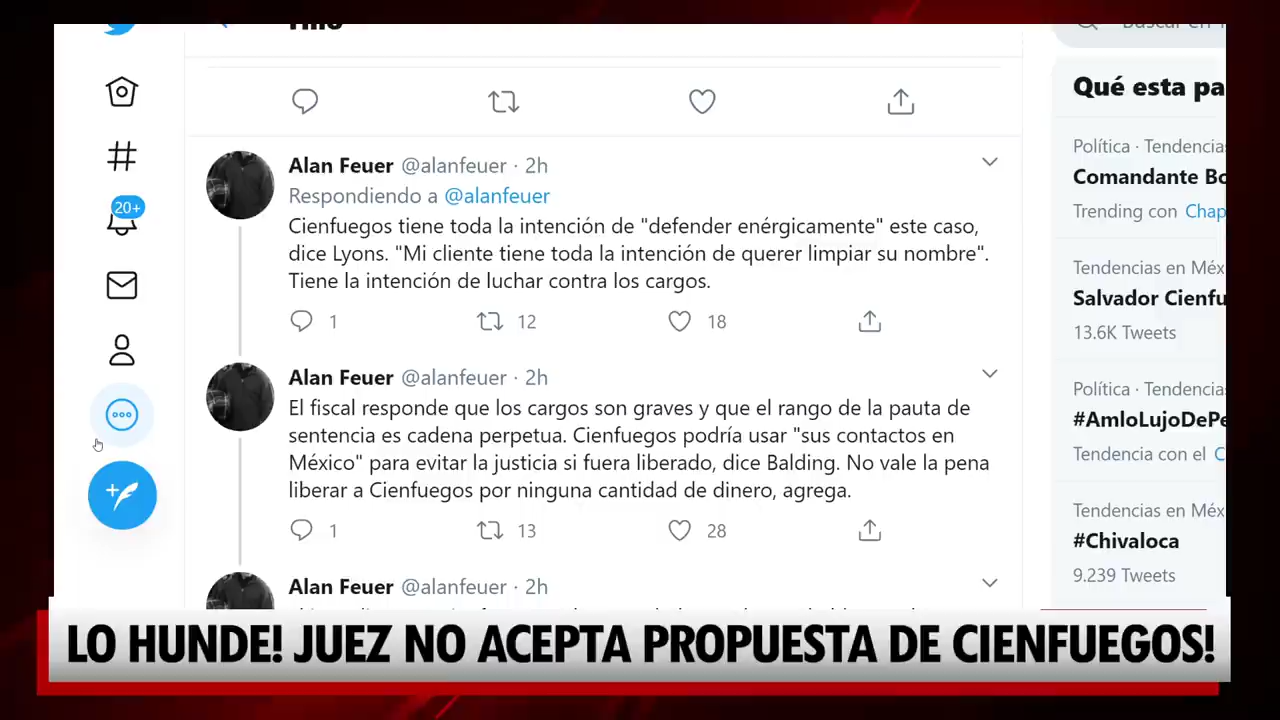 Alan Feuer @alanfeuer · 2h
Respondiendo a @alanfeuer
Cienfuegos tiene toda la intención de "defender enérgicamente" este caso,
dice Lyons. "Mi cliente tiene toda la intención de querer limpiar su nombre".
Tiene la intención de luchar contra los cargos.
1 12 18
Alan Feuer @alanfeuer · 2h
El fiscal responde que los cargos son graves y que el rango de la pauta de
sentencia es cadena perpetua. Cienfuegos podría usar "sus contactos en
México" para evitar la justicia si fuera liberado, dice Balding. No vale la pena
liberar a Cienfuegos por ninguna cantidad de dinero, agrega.
1 13 28
Alan Feuer @alanfeuer · 2h
20+
Qué esta pa
Política · Tendencias
Comandante Bo
Trending con Chap
Tendencias en Méx
Salvador Cienfu
13.6K Tweets
Política · Tendencias
#AmloLujoDePe
Tendencia con el C
Tendencias en Méx
#Chivaloca
9.239 Tweets
LO HUNDE! JUEZ NO ACEPTA PROPUESTA DE CIENFUEGOS!